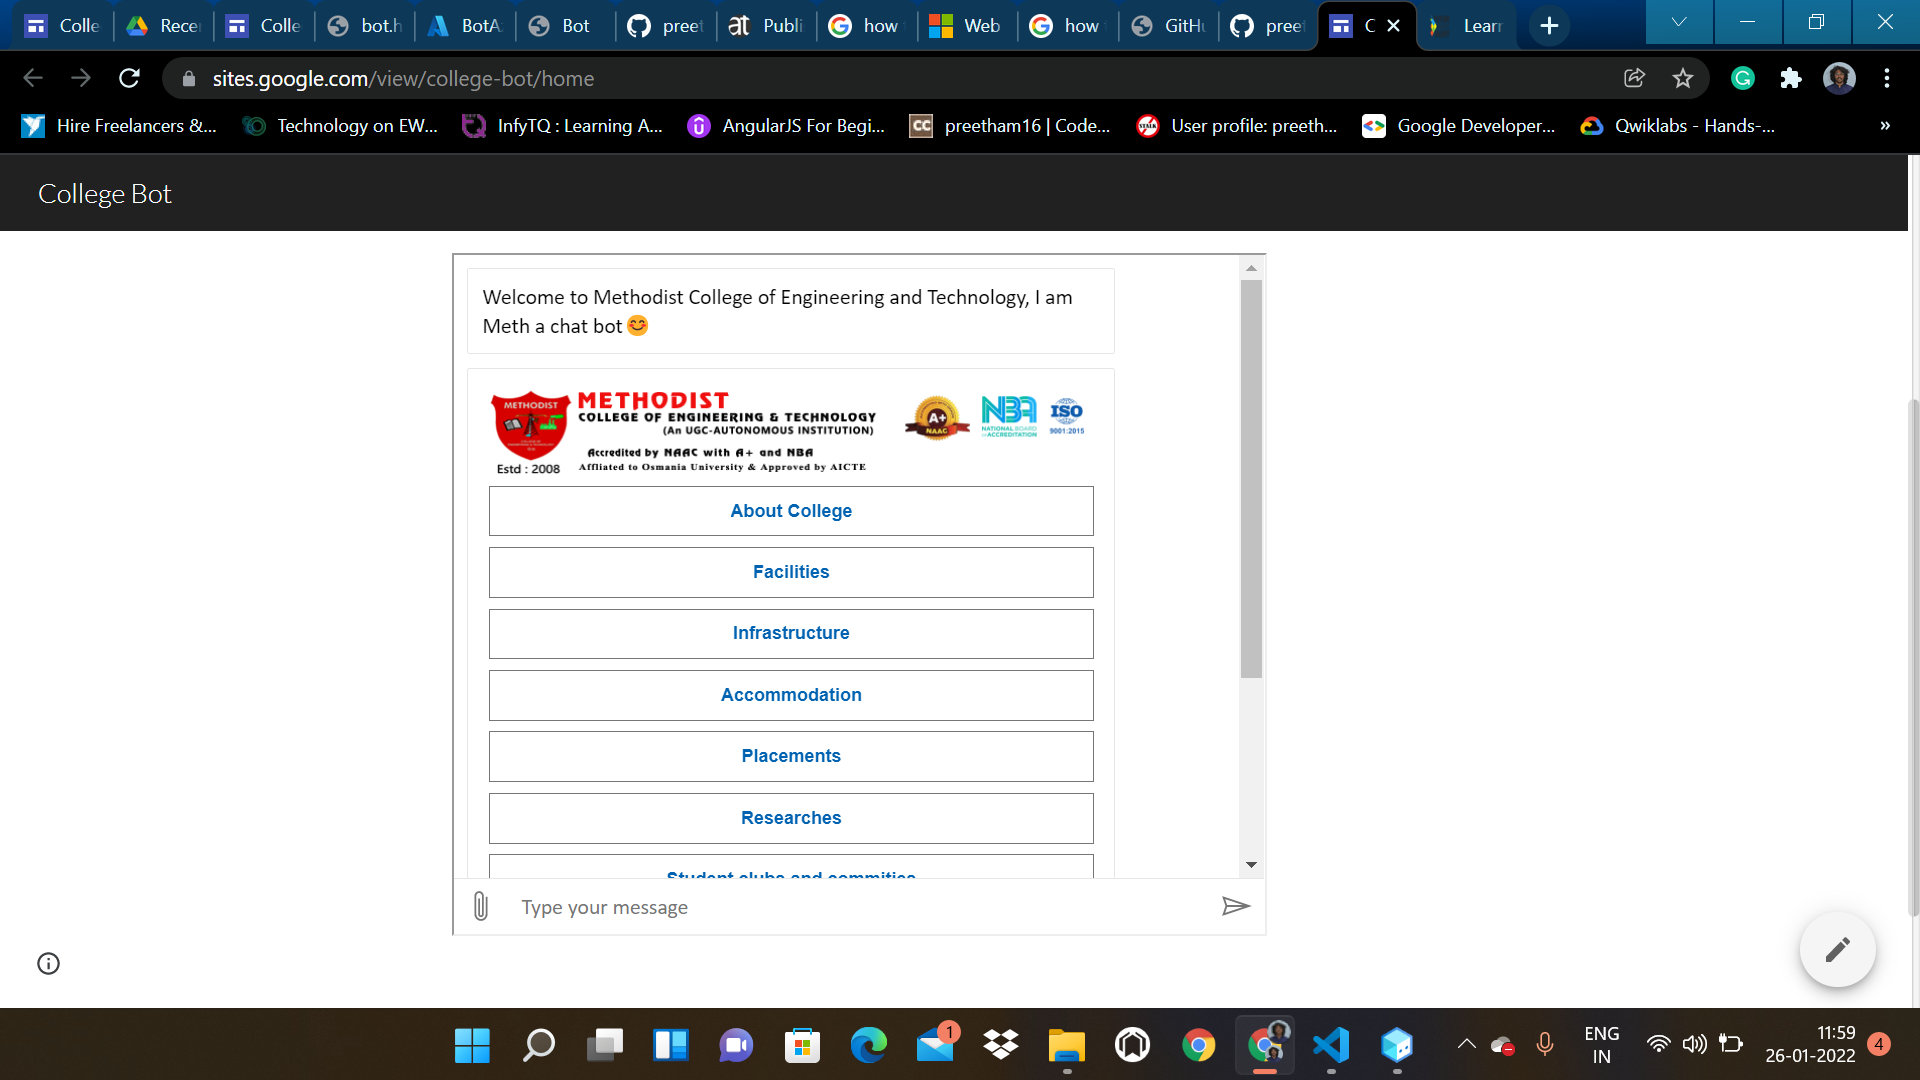 Colle
Rece
Colle
bot.h
BotA
Bot
preet
Publi
how
Web
how
GitHu
preet
C
Learr
sites.google.com/view/college-bot/home
Hire Freelancers &...
Technology on EW...
InfyTQ : Learning A...
AngularJS For Begi...
preetham16 | Code...
User profile: preeth...
Google Developer...
Qwiklabs - Hands-...
College Bot
Welcome to Methodist College of Engineering and Technology, I am
Meth a chat bot 😊
METHODIST
Estd : 2008
METHODIST
COLLEGE OF ENGINEERING & TECHNOLOGY
(An UGC-AUTONOMOUS INSTITUTION)
Accredited by NAAC with A+ and NBA
Affliated to Osmania University & Approved by AICTE
A+
NAAC
NBA
NATIONAL BOARD
of ACCREDITATION
ISO
9001:2015
About College
Facilities
Infrastructure
Accommodation
Placements
Researches
Student clubs and commities
Type your message
1
ENG
IN
11:59
26-01-2022
4